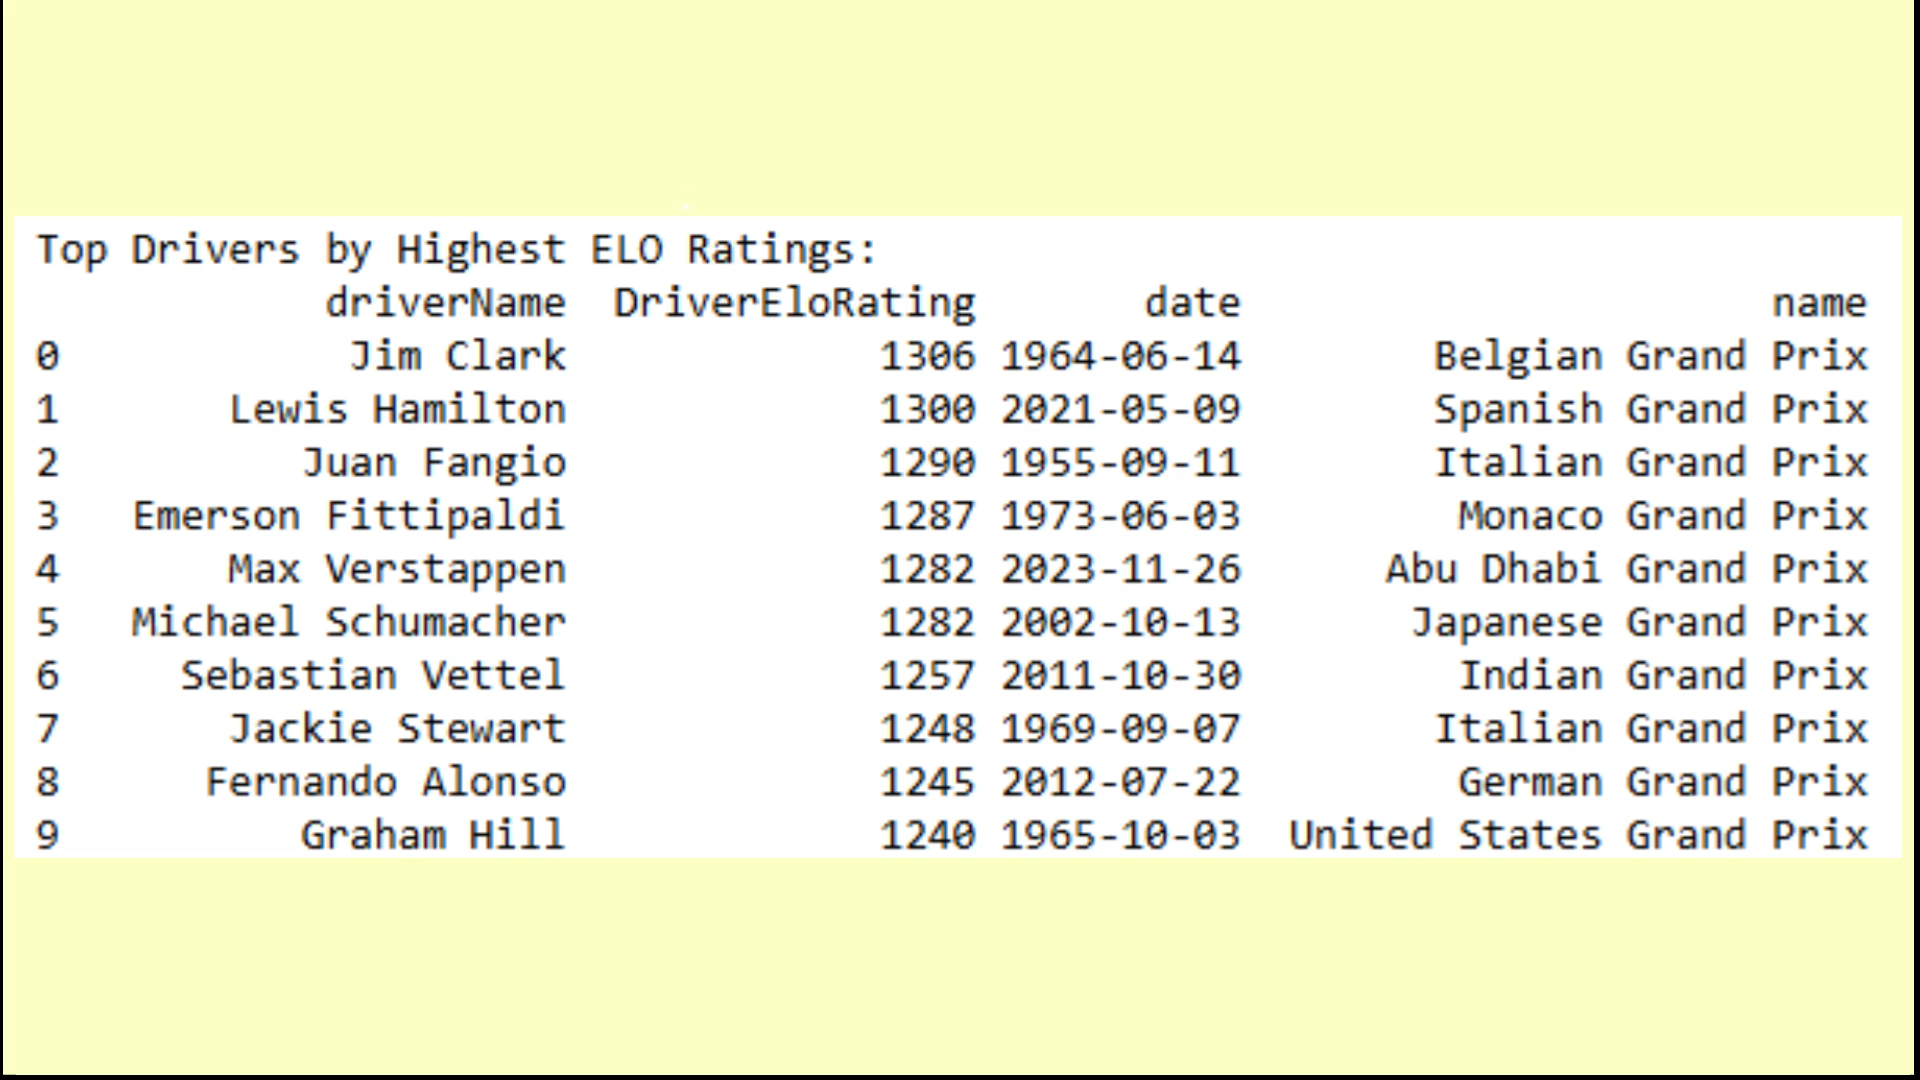 Top Drivers by Highest ELO Ratings:
driverName DriverEloRating date name
0 Jim Clark 1306 1964-06-14 Belgian Grand Prix
1 Lewis Hamilton 1300 2021-05-09 Spanish Grand Prix
2 Juan Fangio 1290 1955-09-11 Italian Grand Prix
3 Emerson Fittipaldi 1287 1973-06-03 Monaco Grand Prix
4 Max Verstappen 1282 2023-11-26 Abu Dhabi Grand Prix
5 Michael Schumacher 1282 2002-10-13 Japanese Grand Prix
6 Sebastian Vettel 1257 2011-10-30 Indian Grand Prix
7 Jackie Stewart 1248 1969-09-07 Italian Grand Prix
8 Fernando Alonso 1245 2012-07-22 German Grand Prix
9 Graham Hill 1240 1965-10-03 United States Grand Prix